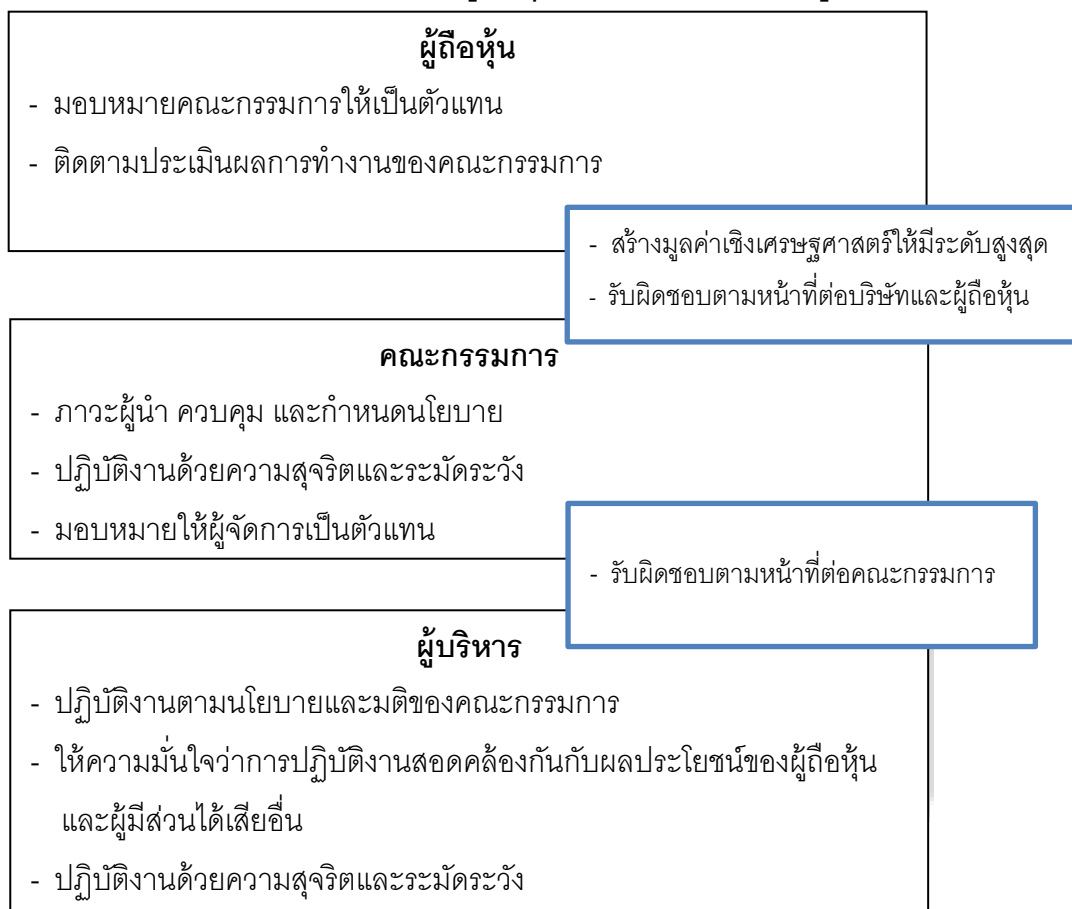 ผู้ถือหุ้น
- มอบหมายคณะกรรมการให้เป็นตัวแทน
- ติดตามประเมินผลการทำงานของคณะกรรมการ
- สร้างมูลค่าเชิงเศรษฐศาสตร์ให้มีระดับสูงสุด
- รับผิดชอบตามหน้าที่ต่อบริษัทและผู้ถือหุ้น
คณะกรรมการ
- ภาวะผู้นำ ควบคุม และกำหนดนโยบาย
- ปฏิบัติงานด้วยความสุจริตและระมัดระวัง
- มอบหมายให้ผู้จัดการเป็นตัวแทน
- รับผิดชอบตามหน้าที่ต่อคณะกรรมการ
ผู้บริหาร
- ปฏิบัติงานตามนโยบายและมติของคณะกรรมการ
- ให้ความมั่นใจว่าการปฏิบัติงานสอดคล้องกันกับผลประโยชน์ของผู้ถือหุ้น
และผู้มีส่วนได้เสียอื่น
- ปฏิบัติงานด้วยความสุจริตและระมัดระวัง